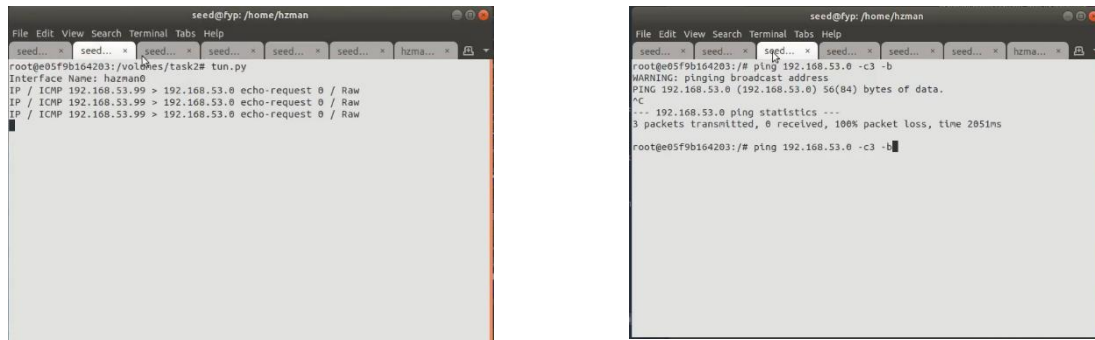 seed@fyp: /home/hzman
File Edit View Search Terminal Tabs Help
seed... × seed... × seed... × seed... × seed... × seed... × hzma... ×
root@e05f9b164203:/volumes/task2# tun.py
Interface Name: hazman0
IP / ICMP 192.168.53.99 > 192.168.53.0 echo-request 0 / Raw
IP / ICMP 192.168.53.99 > 192.168.53.0 echo-request 0 / Raw
IP / ICMP 192.168.53.99 > 192.168.53.0 echo-request 0 / Raw
seed@fyp: /home/hzman
File Edit View Search Terminal Tabs Help
seed... × seed... × seed... × seed... × seed... × seed... × hzma... ×
root@e05f9b164203:/# ping 192.168.53.0 -c3 -b
WARNING: pinging broadcast address
PING 192.168.53.0 (192.168.53.0) 56(84) bytes of data.
^C
--- 192.168.53.0 ping statistics ---
3 packets transmitted, 0 received, 100% packet loss, time 2051ms
root@e05f9b164203:/# ping 192.168.53.0 -c3 -b